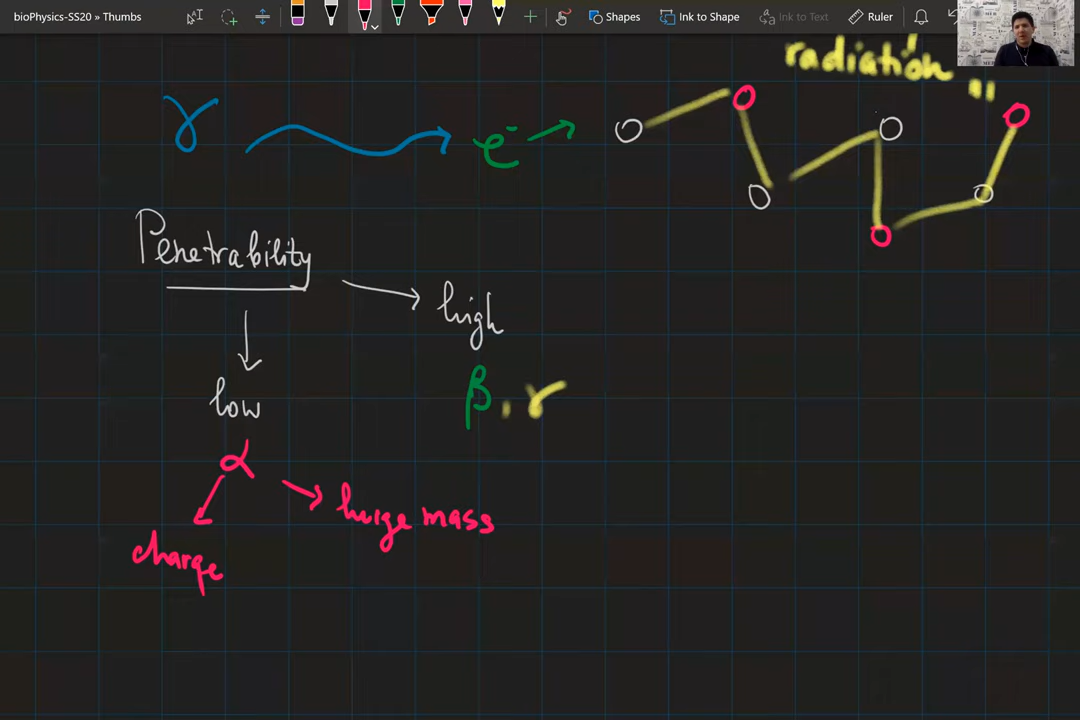 bioPhysics-SS20 » Thumbs
Shapes
Ink to Shape
Ink to Text
Ruler
radiation "
γ
e⁻
Penetrability
high
low
β, γ
α
huge mass
charge